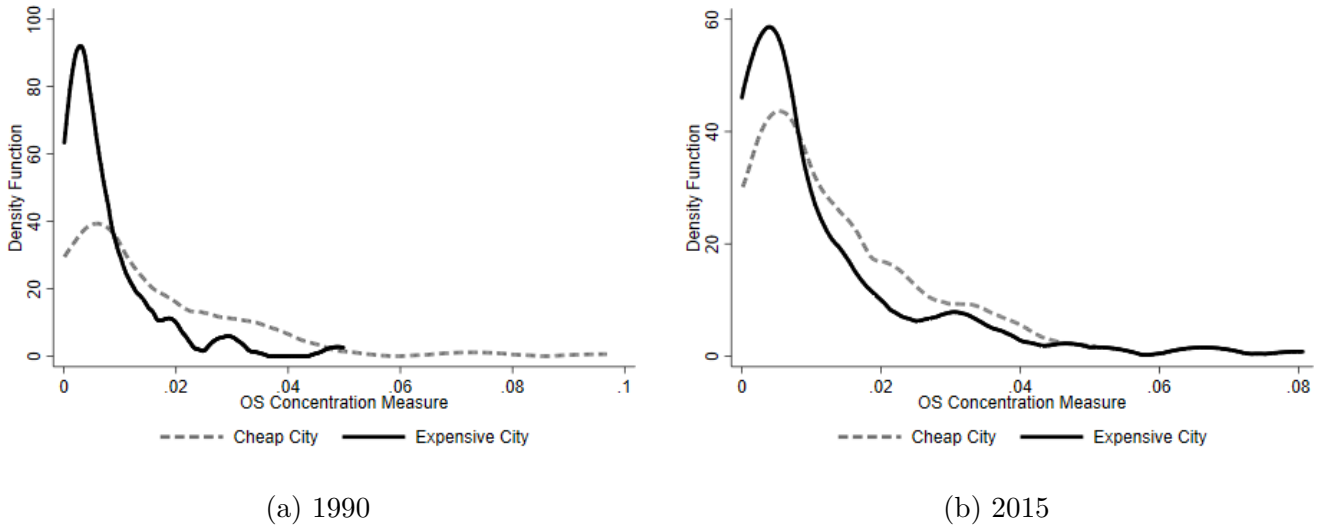 Density Function
100
80
60
40
20
0
0 .02 .04 .06 .08 .1
OS Concentration Measure
Cheap City Expensive City
(a) 1990
Density Function
60
40
20
0
0 .02 .04 .06 .08
OS Concentration Measure
Cheap City Expensive City
(b) 2015